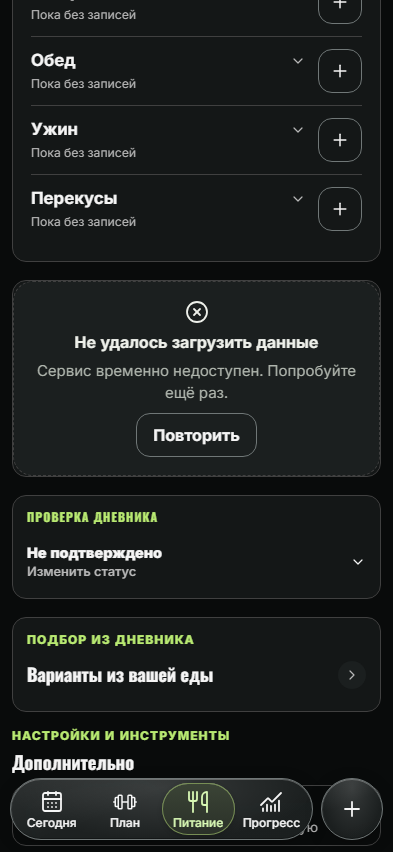 Пока без записей
Обед
Пока без записей
Ужин
Пока без записей
Перекусы
Пока без записей
Не удалось загрузить данные
Сервис временно недоступен. Попробуйте
ещё раз.
Повторить
ПРОВЕРКА ДНЕВНИКА
Не подтверждено
Изменить статус
ПОДБОР ИЗ ДНЕВНИКА
Варианты из вашей еды
НАСТРОЙКИ И ИНСТРУМЕНТЫ
Дополнительно
Сегодня
План
Питание
Прогресс